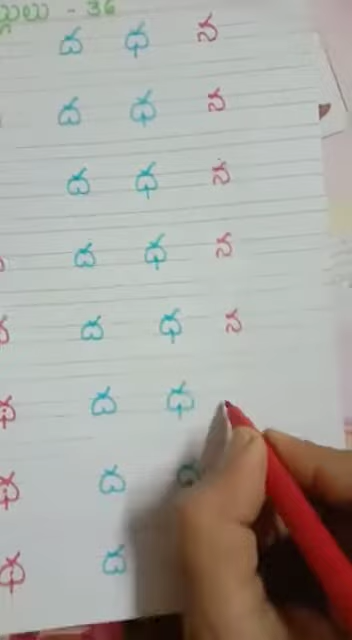 ల్లులు - 36
ద ధ న
ద ధ న
ద ధ న
ద ధ న
ద ధ న
థ ద ధ
థ ద
థ ద